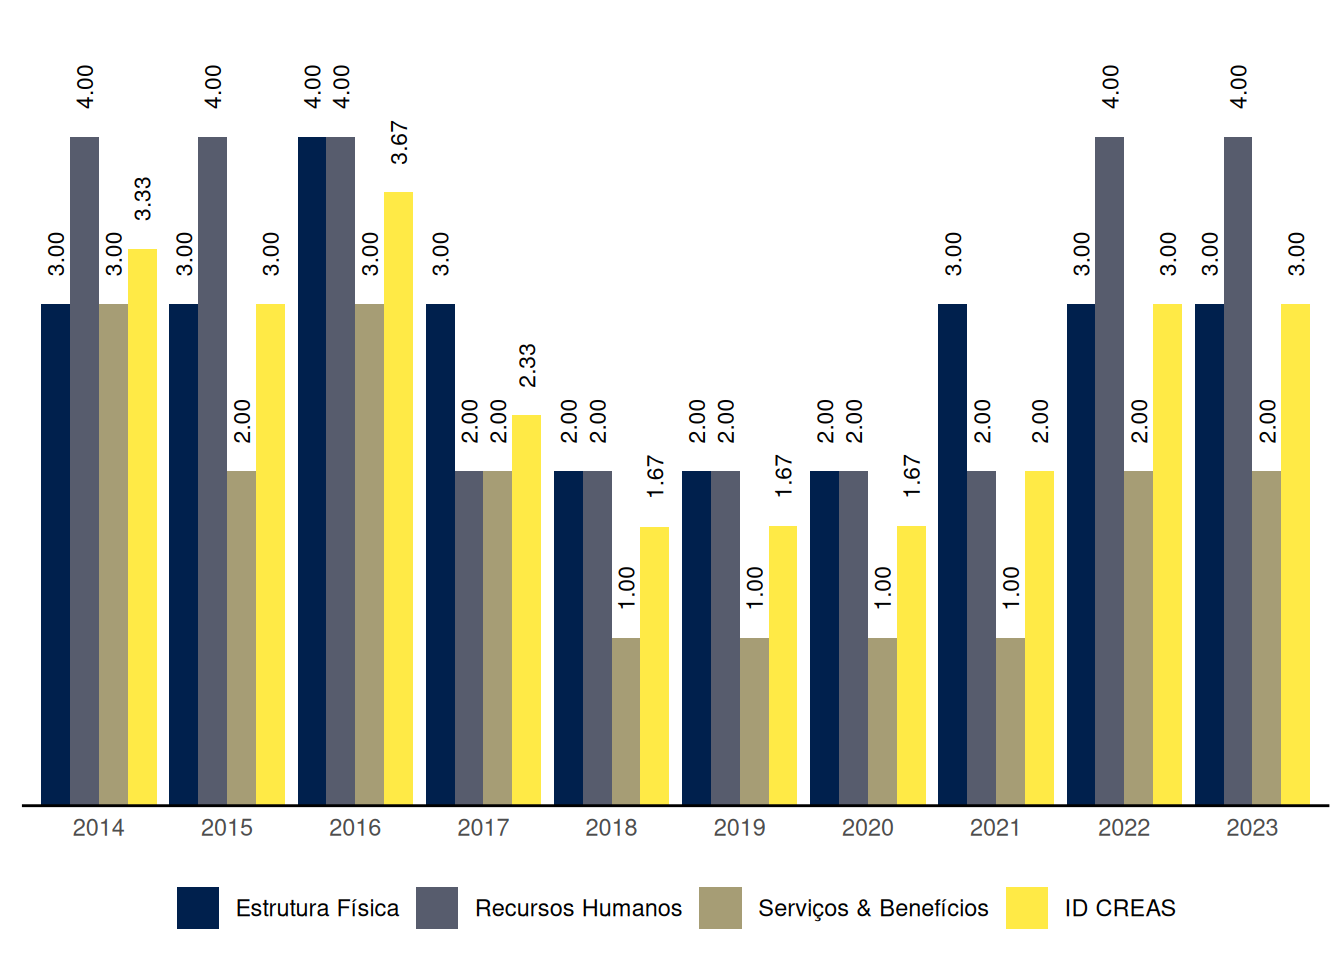 4.00 4.00 4.00 4.00 4.00 4.00
3.67
3.33
3.00 3.00 3.00 3.00 3.00 3.00 3.00 3.00 3.00 3.00 3.00
2.33
2.00 2.00 2.00 2.00 2.00 2.00 2.00 2.00 2.00 2.00 2.00 2.00 2.00
1.67 1.67 1.67
1.00 1.00 1.00 1.00
2014 2015 2016 2017 2018 2019 2020 2021 2022 2023
Estrutura Física Recursos Humanos Serviços & Benefícios ID CREAS